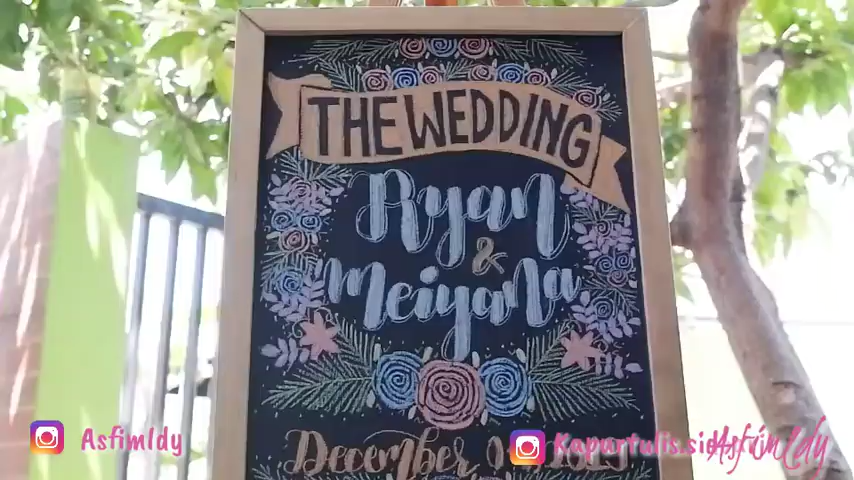 THE WEDDING
Ryan
&
Meiyana
December
Asfimldy